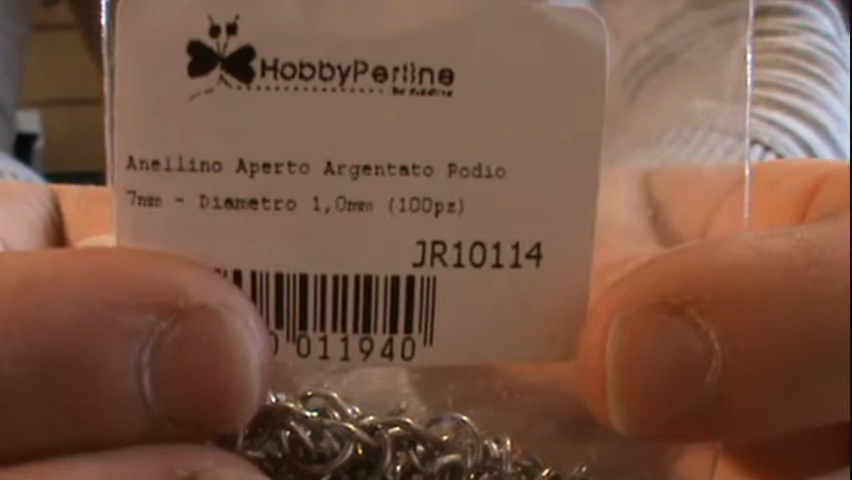 HobbyPerline
Anellino Aperto Argentato Rodio
7mm - Diametro 1,0mm (100pz)
JR10114
011940